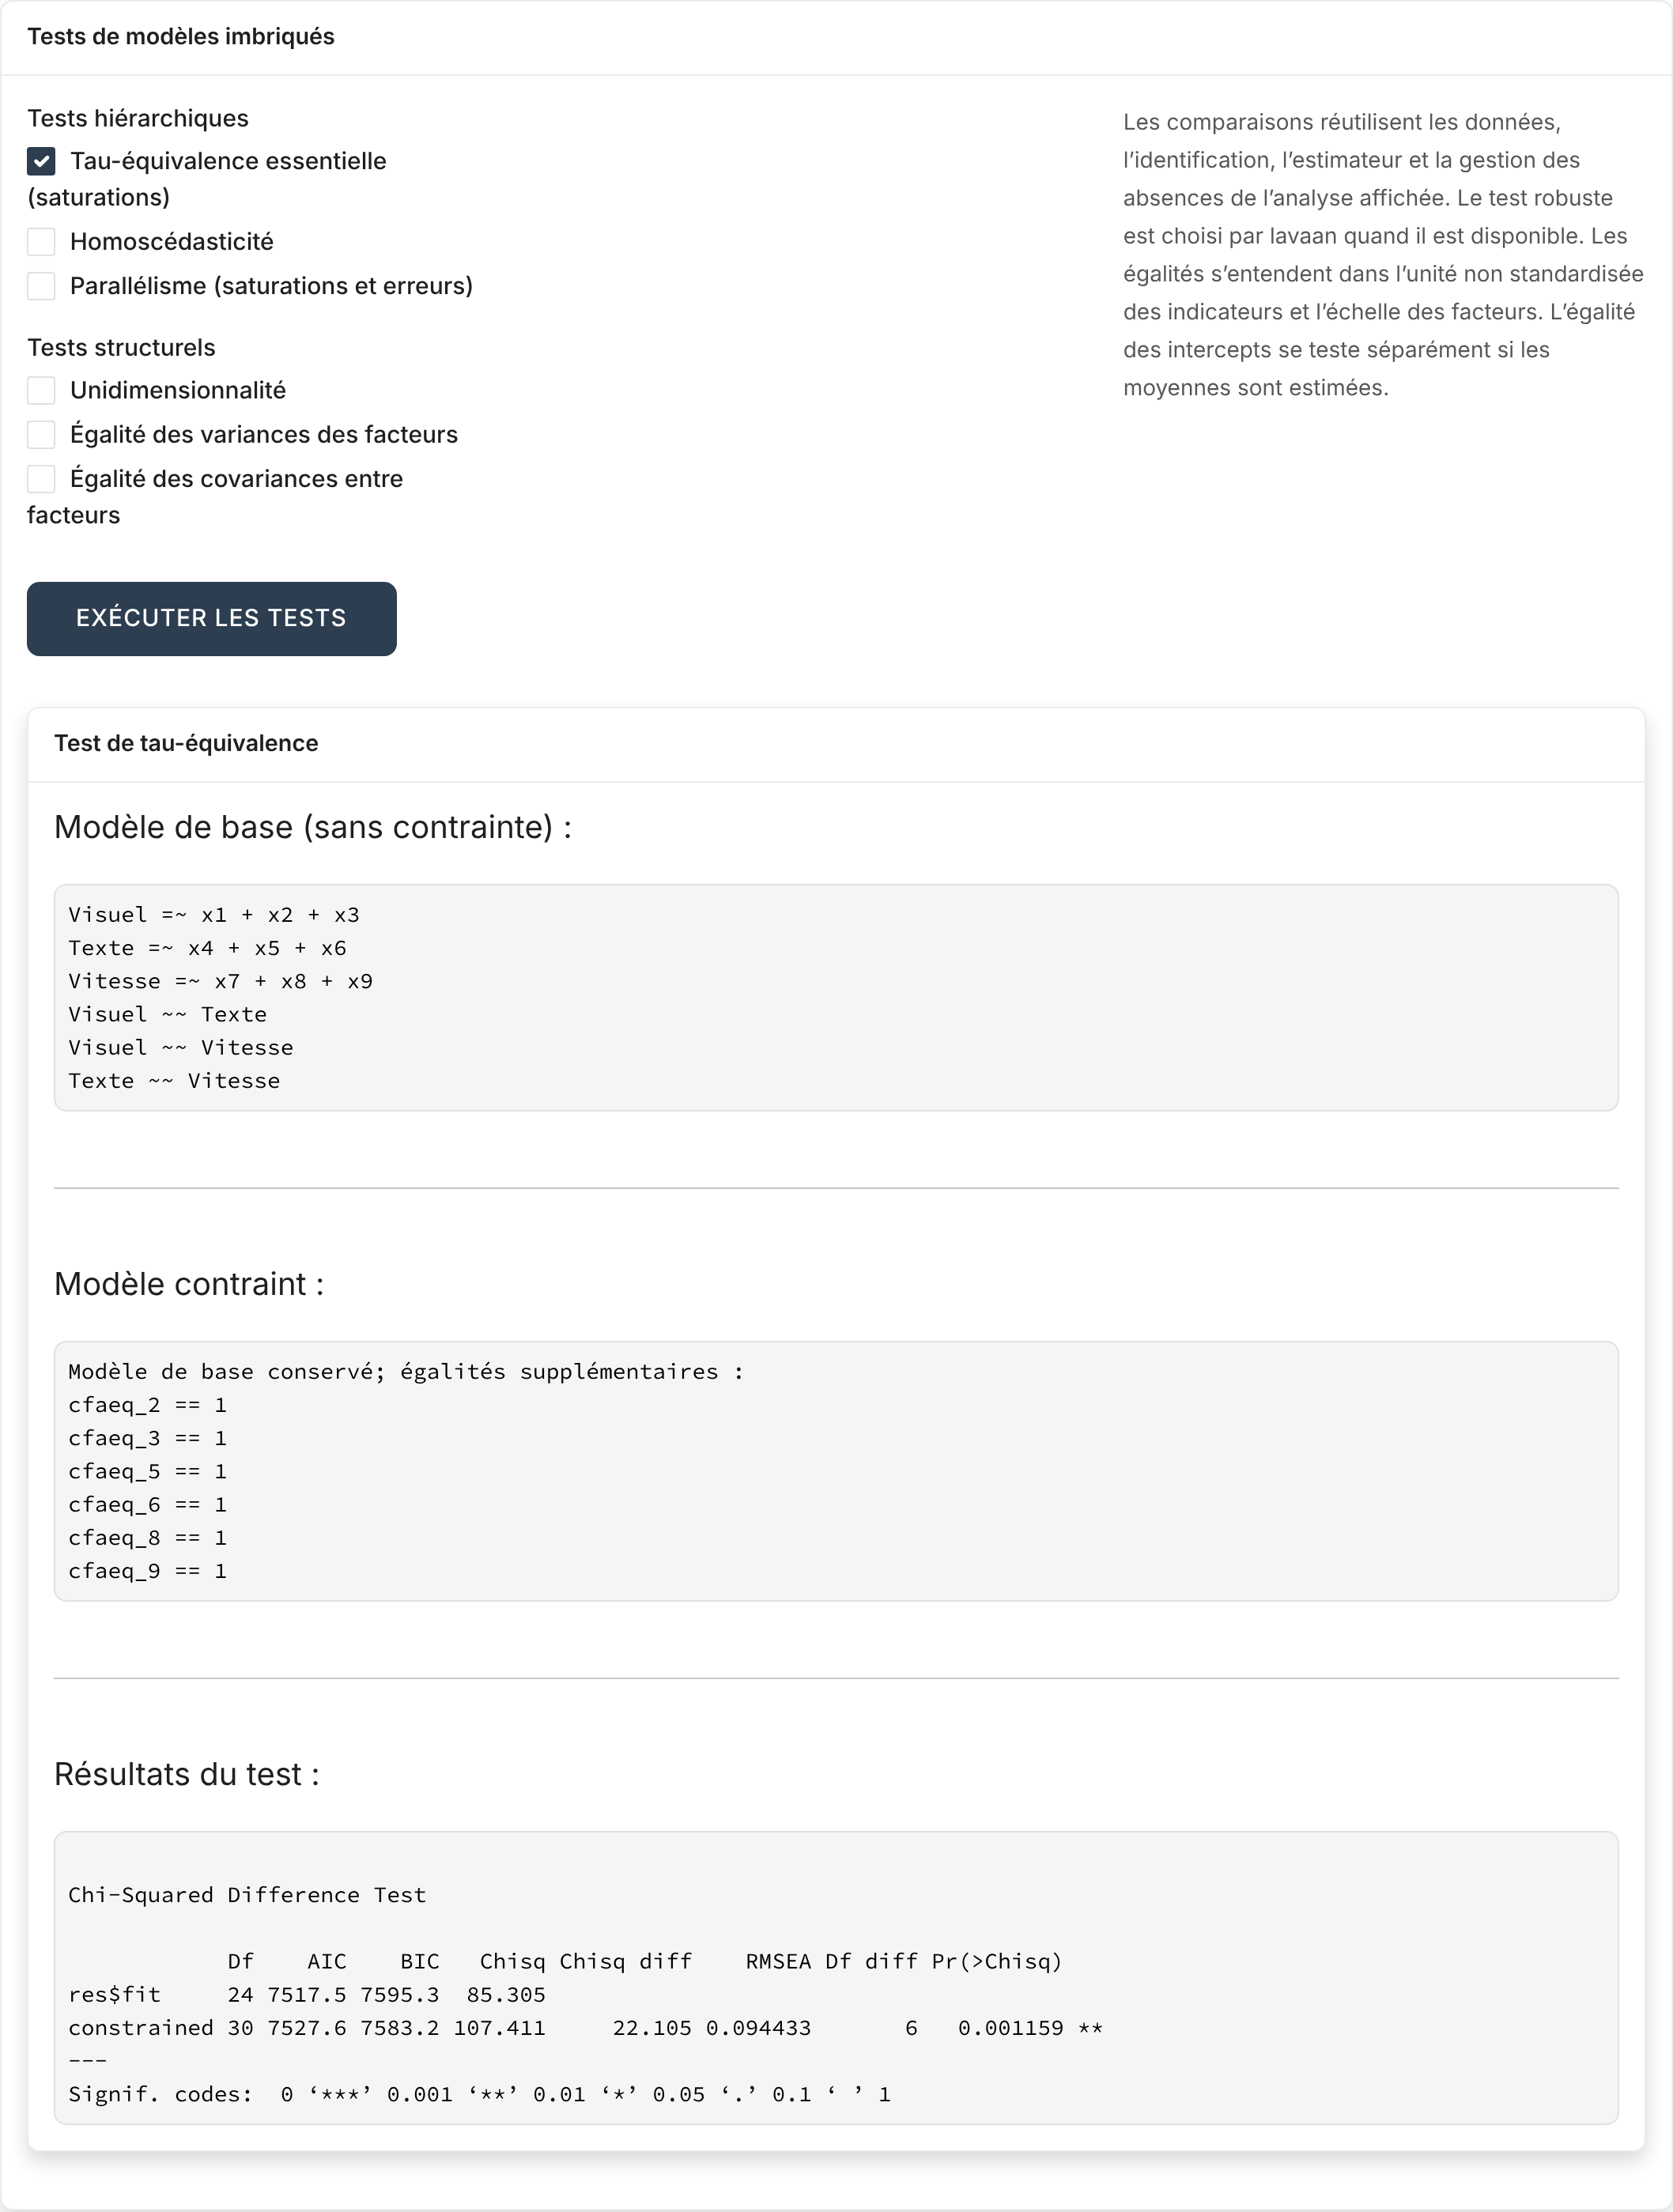 Tests de modèles imbriqués
Tests hiérarchiques
Tau-équivalence essentielle
(saturations)
Homoscédasticité
Parallélisme (saturations et erreurs)
Tests structurels
Unidimensionnalité
Égalité des variances des facteurs
Égalité des covariances entre
facteurs
EXÉCUTER LES TESTS
Les comparaisons réutilisent les données,
l’identification, l’estimateur et la gestion des
absences de l’analyse affichée. Le test robuste
est choisi par lavaan quand il est disponible. Les
égalités s’entendent dans l’unité non standardisée
des indicateurs et l’échelle des facteurs. L’égalité
des intercepts se teste séparément si les
moyennes sont estimées.
Test de tau-équivalence
Modèle de base (sans contrainte) :
Visuel =~ x1 + x2 + x3
Texte =~ x4 + x5 + x6
Vitesse =~ x7 + x8 + x9
Visuel ~~ Texte
Visuel ~~ Vitesse
Texte ~~ Vitesse
Modèle contraint :
Modèle de base conservé; égalités supplémentaires :
cfaeq_2 == 1
cfaeq_3 == 1
cfaeq_5 == 1
cfaeq_6 == 1
cfaeq_8 == 1
cfaeq_9 == 1
Résultats du test :
Chi-Squared Difference Test
            Df    AIC    BIC   Chisq Chisq diff    RMSEA Df diff Pr(>Chisq)
res$fit     24 7517.5 7595.3  85.305
constrained 30 7527.6 7583.2 107.411     22.105 0.094433       6   0.001159 **
---
Signif. codes:  0 ‘***’ 0.001 ‘**’ 0.01 ‘*’ 0.05 ‘.’ 0.1 ‘ ’ 1